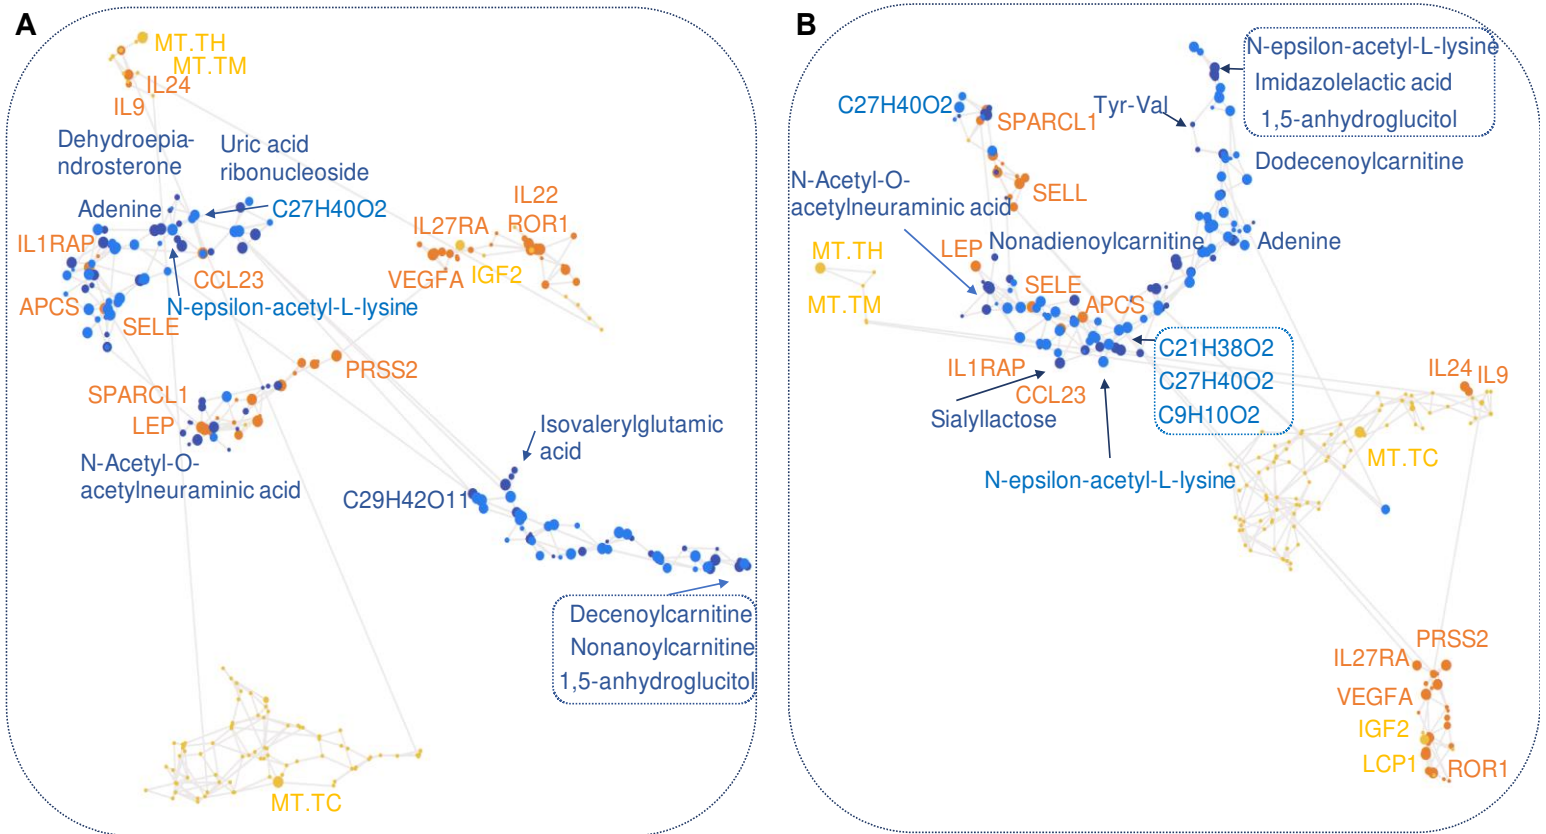 A
MT.TH
MT.TM
IL24
IL9
Dehydroepia-
ndrosterone
Uric acid
ribonucleoside
Adenine
C27H40O2
IL1RAP
CCL23
APCS
N-epsilon-acetyl-L-lysine
SELE
IL22
IL27RA
ROR1
VEGFA
IGF2
PRSS2
SPARCL1
LEP
N-Acetyl-O-
acetylneuraminic acid
Isovalerylglutamic
acid
C29H42O11
Decenoylcarnitine
Nonanoylcarnitine
1,5-anhydroglucitol
MT.TC
B
N-epsilon-acetyl-L-lysine
Imidazolelactic acid
1,5-anhydroglucitol
C27H40O2
Tyr-Val
SPARCL1
Dodecenoylcarnitine
N-Acetyl-O-
acetylneuraminic acid
SELL
MT.TH
LEP
Nonadienoylcarnitine
Adenine
MT.TM
SELE
APCS
C21H38O2
C27H40O2
C9H10O2
IL1RAP
CCL23
Sialyllactose
N-epsilon-acetyl-L-lysine
IL24
IL9
MT.TC
PRSS2
IL27RA
VEGFA
IGF2
LCP1
ROR1